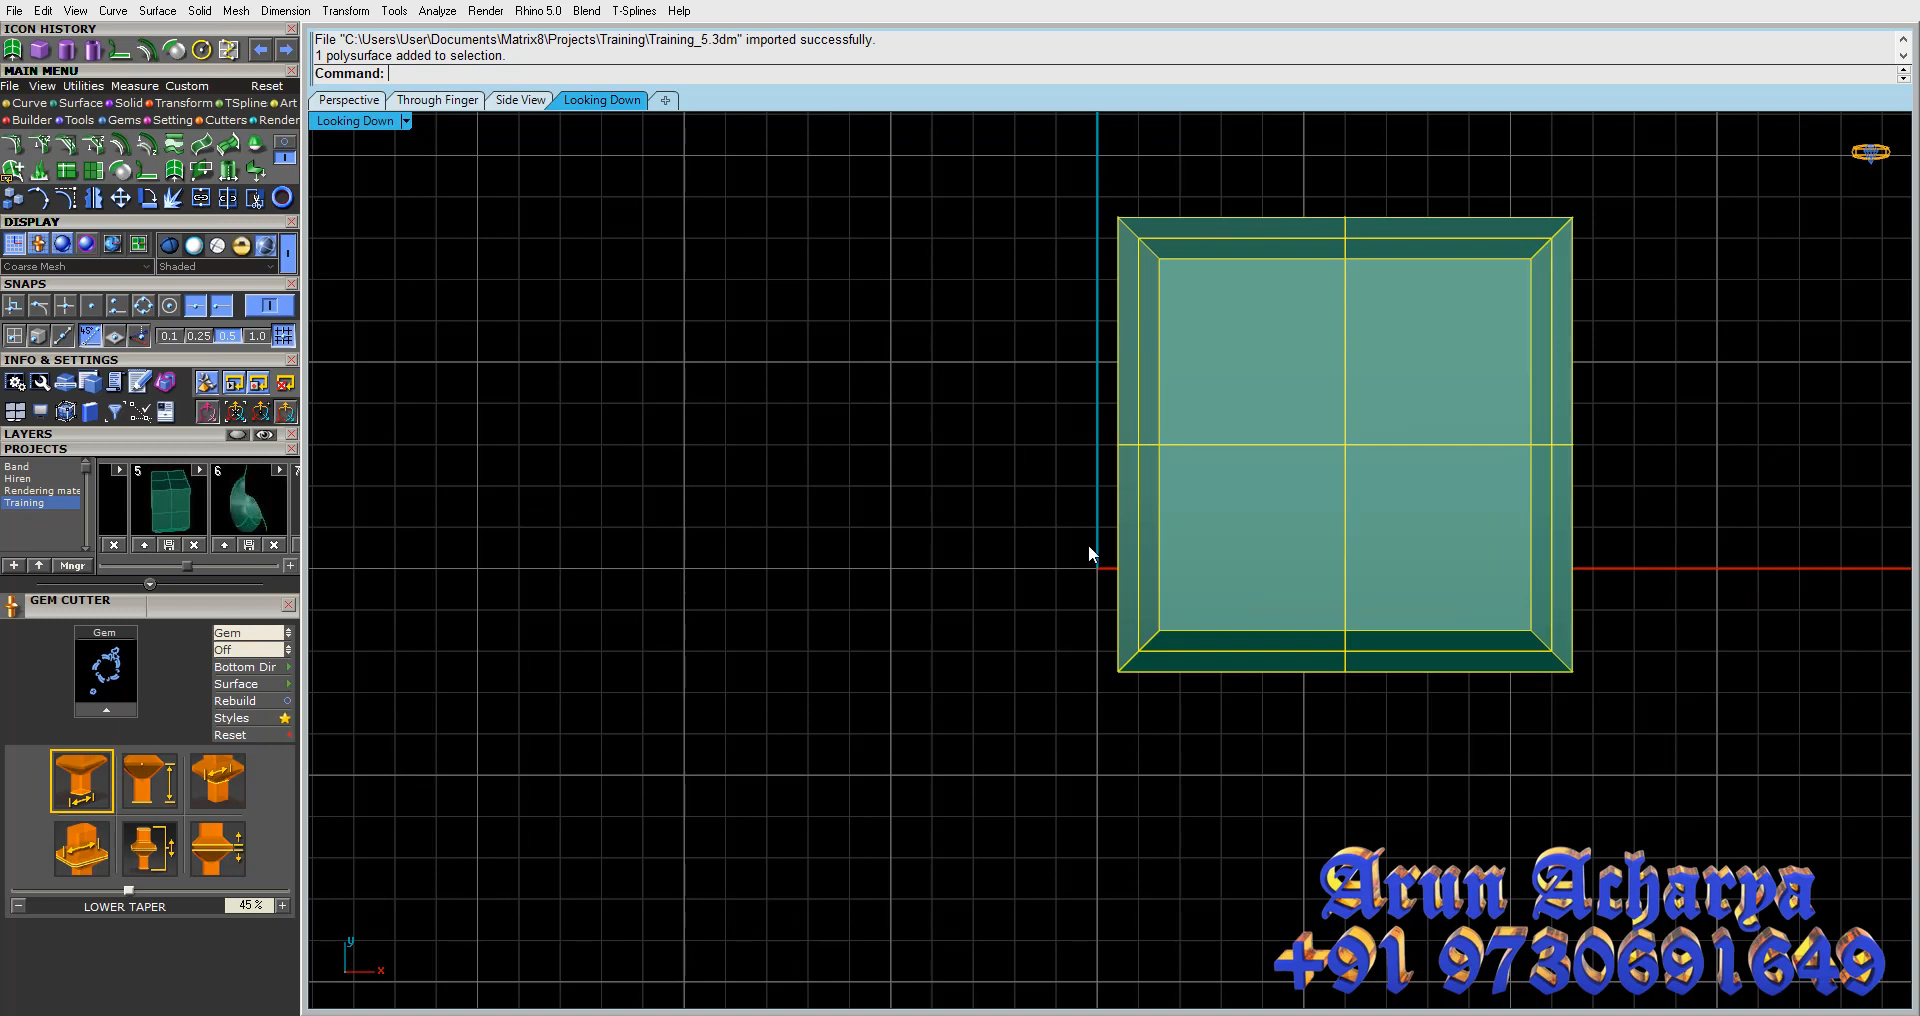 File Edit View Curve Surface Solid Mesh Dimension Transform Tools Analyze Render Rhino 5.0 Blend T-Splines Help
ICON HISTORY
MAIN MENU
File View Utilities Measure Custom Reset
Curve Surface Solid Transform TSpline Art
Builder Tools Gems Setting Cutters Render
DISPLAY
Coarse Mesh Shaded
SNAPS
45°
0.1 0.25 0.5 1.0
INFO & SETTINGS
LAYERS
PROJECTS
Band
Hiren
Rendering mate
Training
5
6
7
+ Mngr +
GEM CUTTER
Gem
Gem
Off
Bottom Dir
Surface
Rebuild
Styles
Reset
LOWER TAPER 45 %
File "C:\Users\User\Documents\Matrix8\Projects\Training\Training_5.3dm" imported successfully.
1 polysurface added to selection.
Command:
Perspective Through Finger Side View Looking Down
Looking Down
y
x
Arun Acharya
+91 9730691649